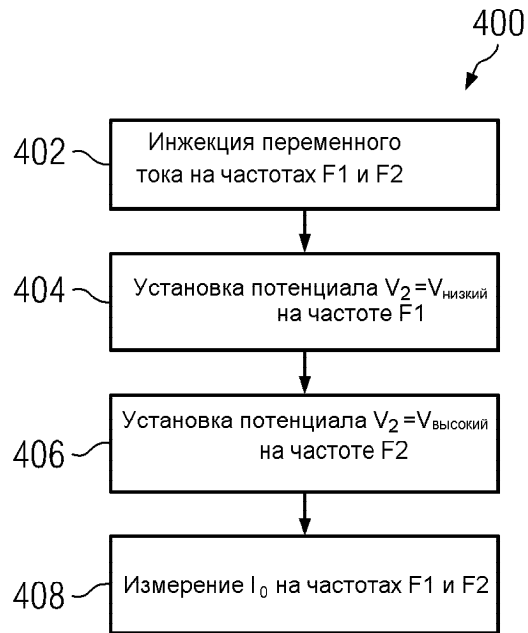 400
402
Инжекция переменного
тока на частотах F1 и F2
404
Установка потенциала V₂=Vнизкий
на частоте F1
406
Установка потенциала V₂=Vвысокий
на частоте F2
408
Измерение I₀ на частотах F1 и F2